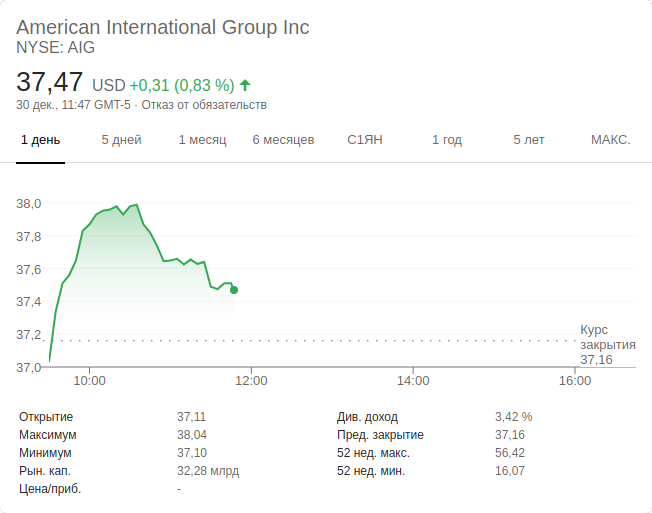 American International Group Inc
NYSE: AIG
37,47 USD +0,31 (0,83 %)
30 дек., 11:47 GMT-5 · Отказ от обязательств
1 день 5 дней 1 месяц 6 месяцев С1ЯН 1 год 5 лет МАКС.
38,0
37,8
37,6
37,4
37,2
37,0
Курс
закрытия
37,16
10:00 12:00 14:00 16:00
Открытие 37,11
Максимум 38,04
Минимум 37,10
Рын. кап. 32,28 млрд
Цена/приб. -
Див. доход 3,42 %
Пред. закрытие 37,16
52 нед. макс. 56,42
52 нед. мин. 16,07